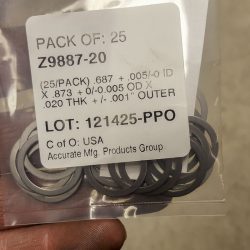 PACK OF: 25
Z9887-20
(25/PACK) .687 + .005/-0 ID
X .873 + 0/-0.005 OD X
.020 THK + /- .001" OUTER
LOT: 121425-PPO
C of O: USA
Accurate Mfg. Products Group